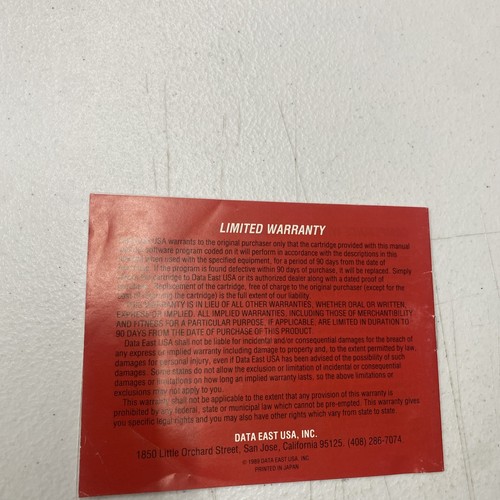 LIMITED WARRANTY
USA warrants to the original purchaser only that the cartridge provided with this manual
software program coded on it will perform in accordance with the descriptions in this
when used with the specified equipment, for a period of 90 days from the date of
If the program is found defective within 90 days of purchase, it will be replaced. Simply
cartridge to Data East USA or its authorized dealer along with a dated proof of
Replacement of the cartridge, free of charge to the original purchaser (except for the
the cartridge) is the full extent of our liability.
WARRANTY IS IN LIEU OF ALL OTHER WARRANTIES, WHETHER ORAL OR WRITTEN,
EXPRESS OR IMPLIED. ALL IMPLIED WARRANTIES, INCLUDING THOSE OF MERCHANTIBILITY
AND FITNESS FOR A PARTICULAR PURPOSE, IF APPLICABLE, ARE LIMITED IN DURATION TO
90 DAYS FROM THE DATE OF PURCHASE OF THIS PRODUCT.
Data East USA shall not be liable for incidental and/or consequential damages for the breach of
any express or implied warranty including damage to property and, to the extent permitted by law,
damages for personal injury, even if Data East USA has been advised of the possibility of such
damages. Some states do not allow the exclusion or limitation of incidental or consequential
damages or limitations on how long an implied warranty lasts, so the above limitations or
exclusions may not apply to you.
This warranty shall not be applicable to the extent that any provision of this warranty is
prohibited by any federal, state or municipal law which cannot be pre-empted. This warranty gives
you specific legal rights and you may also have other rights which vary from state to state.
DATA EAST USA, INC.
1850 Little Orchard Street, San Jose, California 95125. (408) 286-7074.
© 1989 DATA EAST USA, INC.
PRINTED IN JAPAN